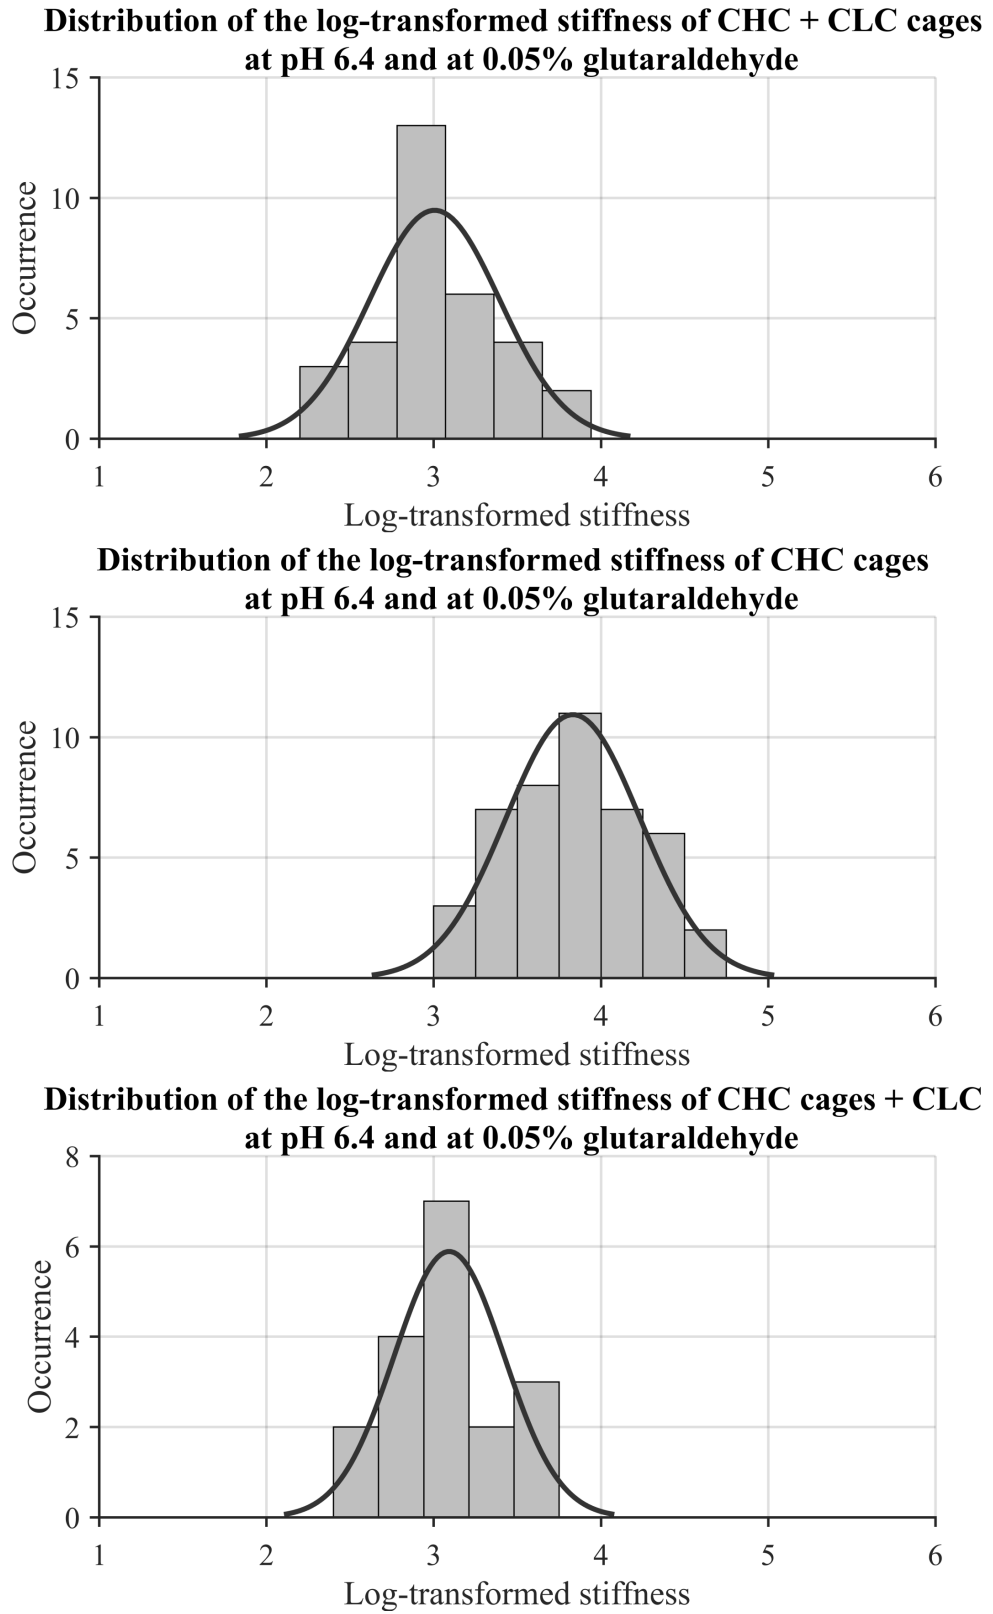 Distribution of the log-transformed stiffness of CHC + CLC cages
at pH 6.4 and at 0.05% glutaraldehyde
15
10
5
0
Occurrence
1 2 3 4 5 6
Log-transformed stiffness
Distribution of the log-transformed stiffness of CHC cages
at pH 6.4 and at 0.05% glutaraldehyde
15
10
5
0
Occurrence
1 2 3 4 5 6
Log-transformed stiffness
Distribution of the log-transformed stiffness of CHC cages + CLC
at pH 6.4 and at 0.05% glutaraldehyde
8
6
4
2
0
Occurrence
1 2 3 4 5 6
Log-transformed stiffness